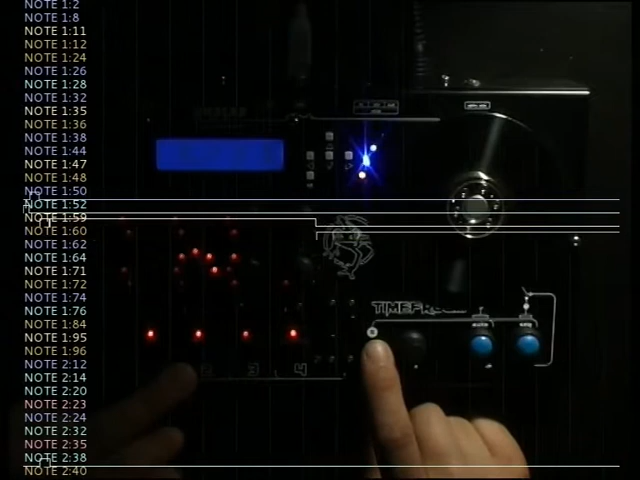 NOTE 1:2
NOTE 1:8
NOTE 1:11
NOTE 1:12
NOTE 1:24
NOTE 1:26
NOTE 1:28
NOTE 1:32
NOTE 1:35
NOTE 1:36
NOTE 1:38
NOTE 1:44
NOTE 1:47
NOTE 1:48
NOTE 1:50
NOTE 1:52
NOTE 1:59
NOTE 1:60
NOTE 1:62
NOTE 1:64
NOTE 1:71
NOTE 1:72
NOTE 1:74
NOTE 1:76
NOTE 1:84
NOTE 1:95
NOTE 1:96
NOTE 2:12
NOTE 2:14
NOTE 2:20
NOTE 2:23
NOTE 2:24
NOTE 2:32
NOTE 2:35
NOTE 2:38
NOTE 2:40
3 4